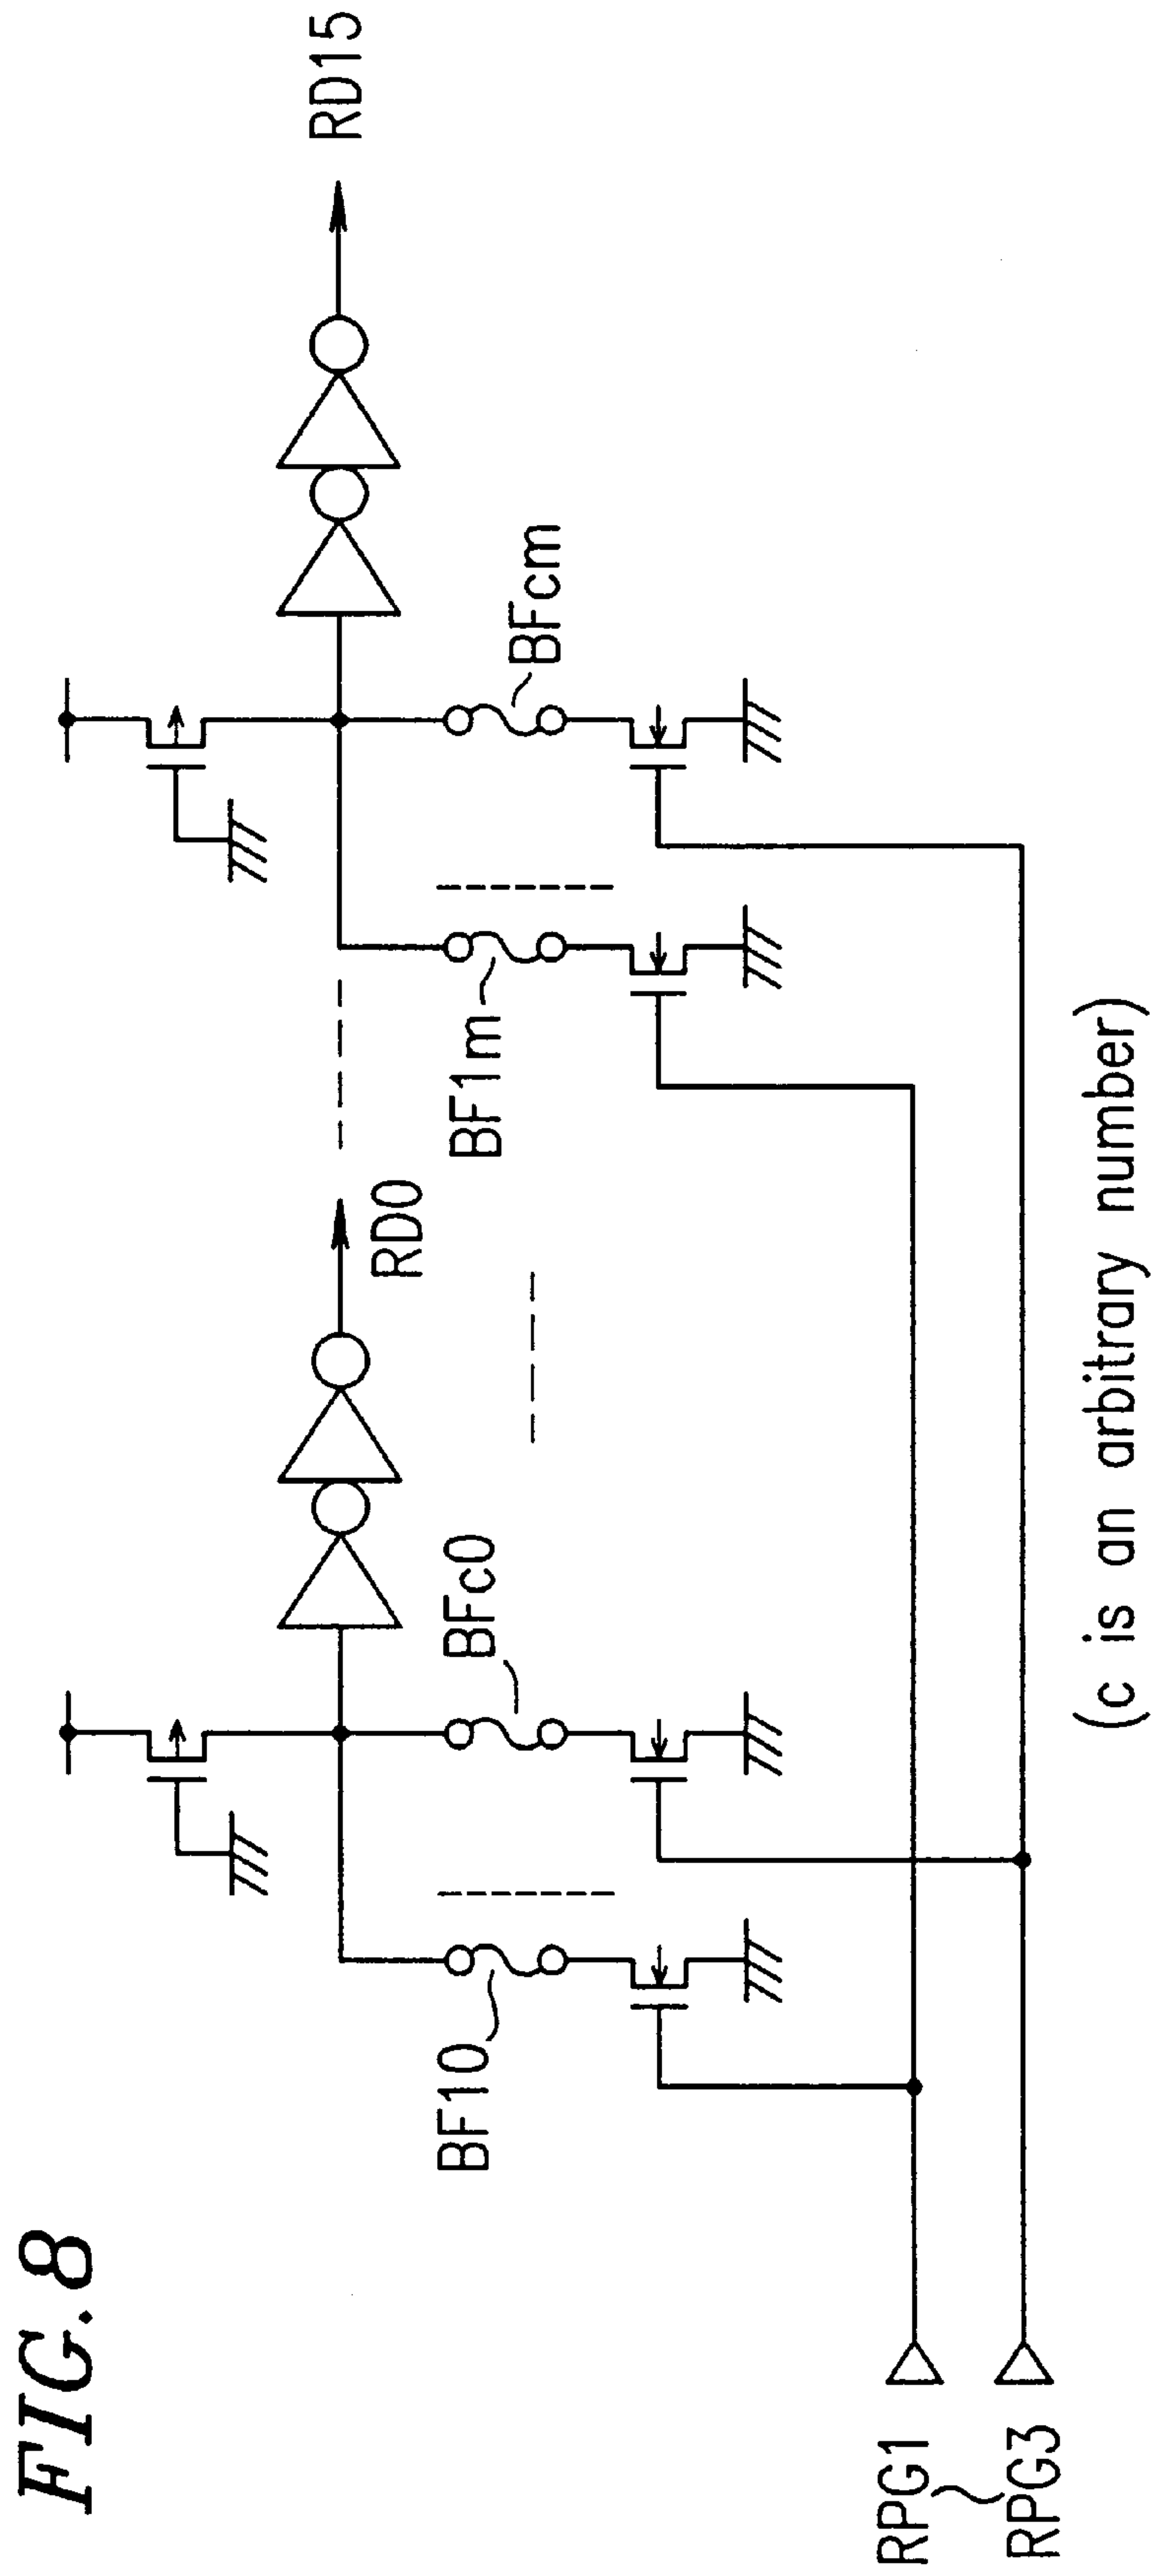 FIG. 8
RD15
RD0
BF10
BFc0
BF1m
BFcm
RPG1
RPG3
(c is an arbitrary number)